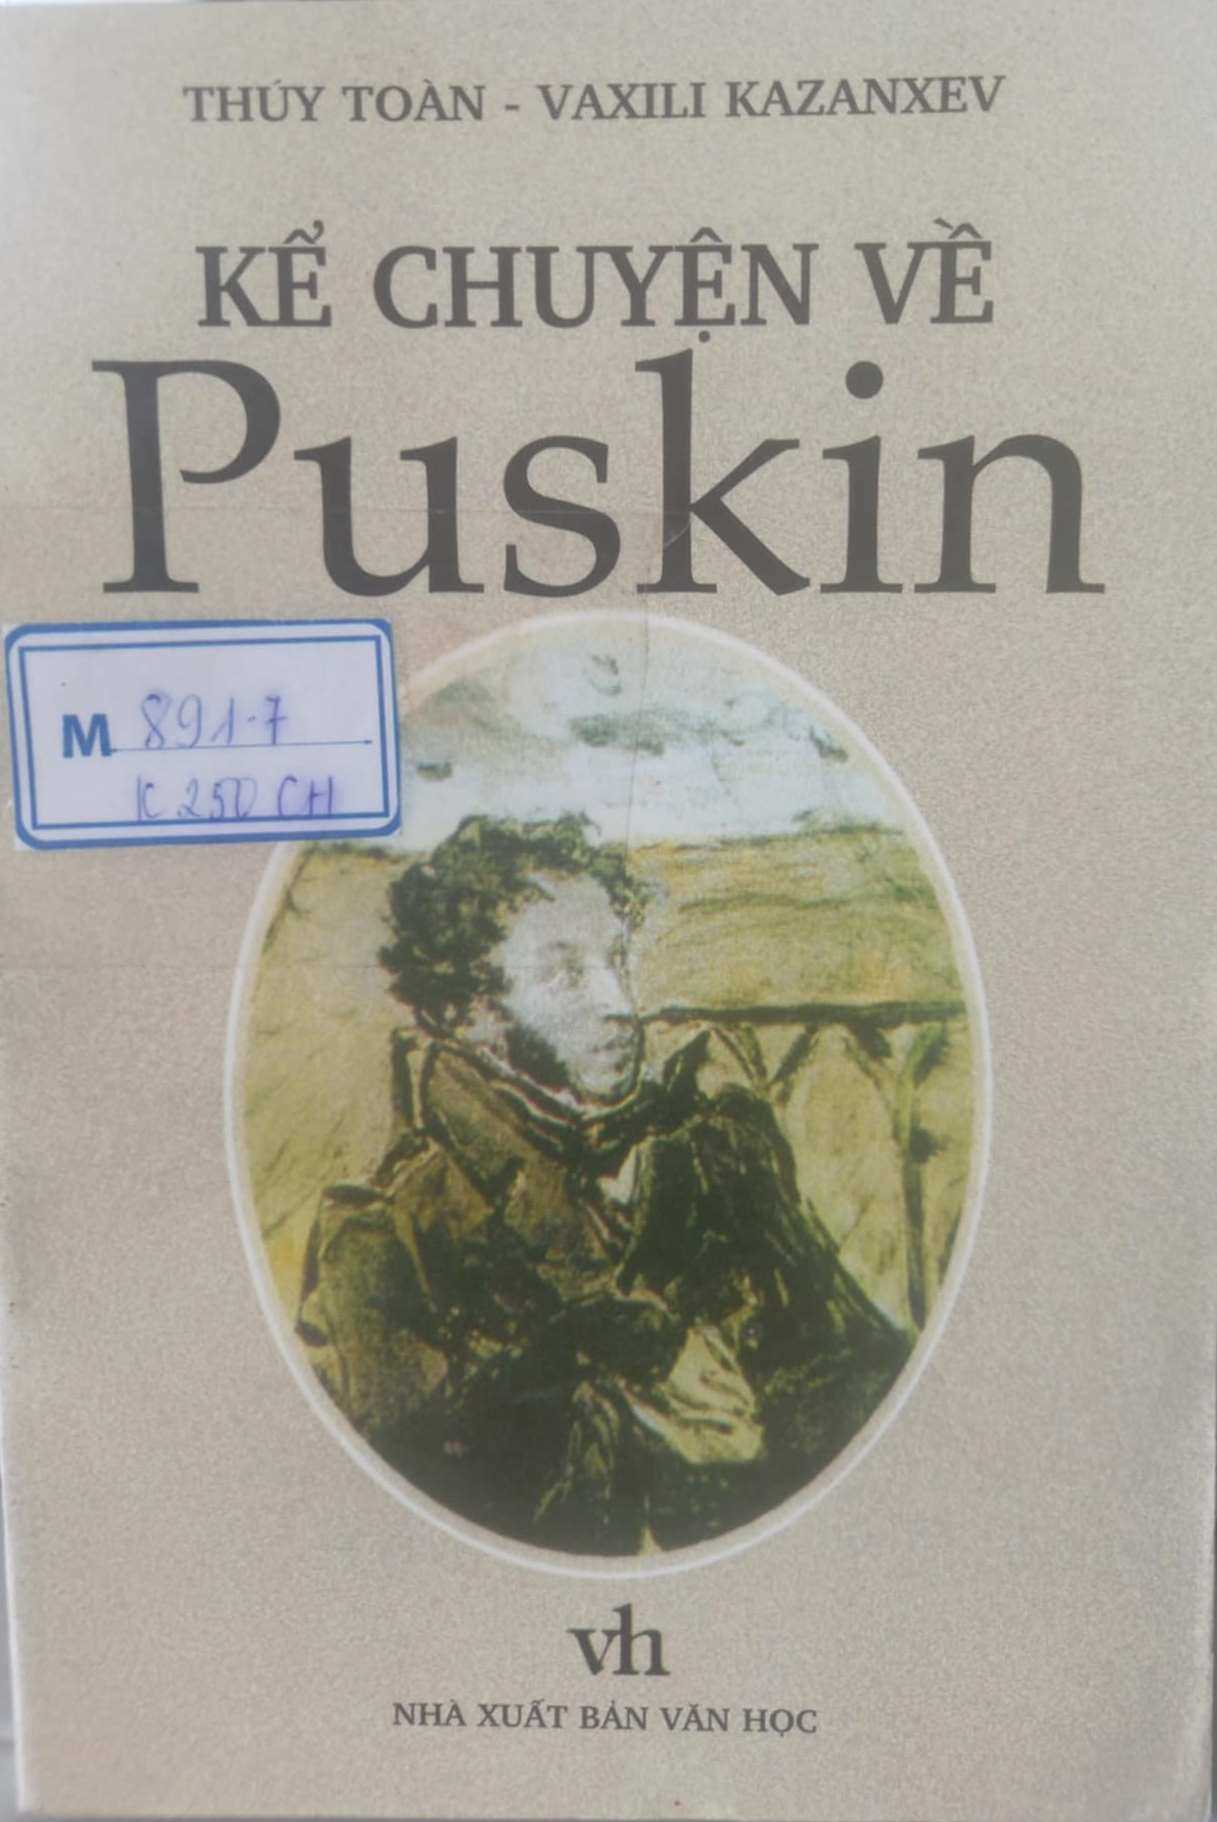 THÚY TOÀN - VAXILI KAZANXEV
KỂ CHUYỆN VỀ
Puskin
M 891.7
K 250 CH
vh
NHÀ XUẤT BẢN VĂN HỌC